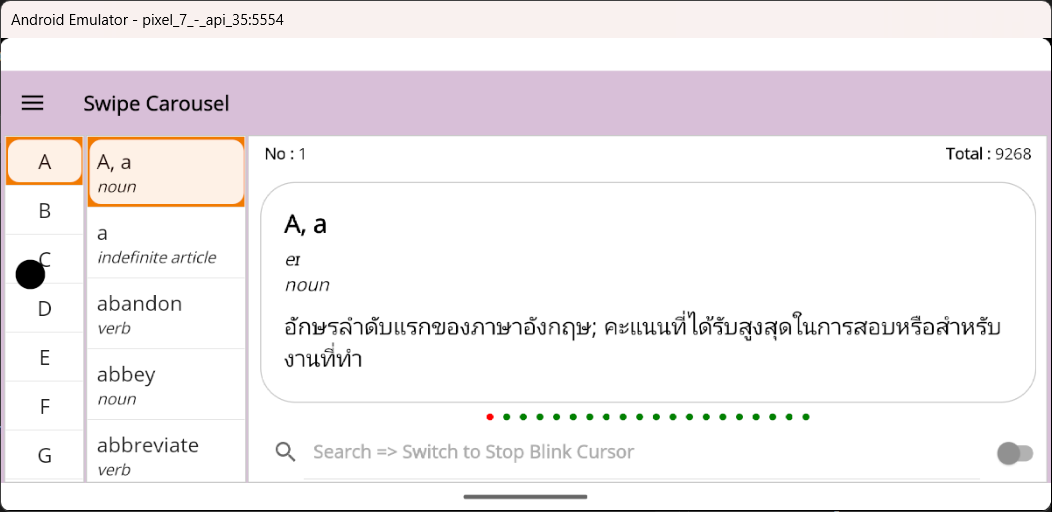 Android Emulator - pixel_7_-_api_35:5554
Swipe Carousel
A
B
C
D
E
F
G
A, a
noun
a
indefinite article
abandon
verb
abbey
noun
abbreviate
verb
No : 1
Total : 9268
A, a
eɪ
noun
อักษรลำดับแรกของภาษาอังกฤษ; คะแนนที่ได้รับสูงสุดในการสอบหรือสำหรับ
งานที่ทำ
Search => Switch to Stop Blink Cursor